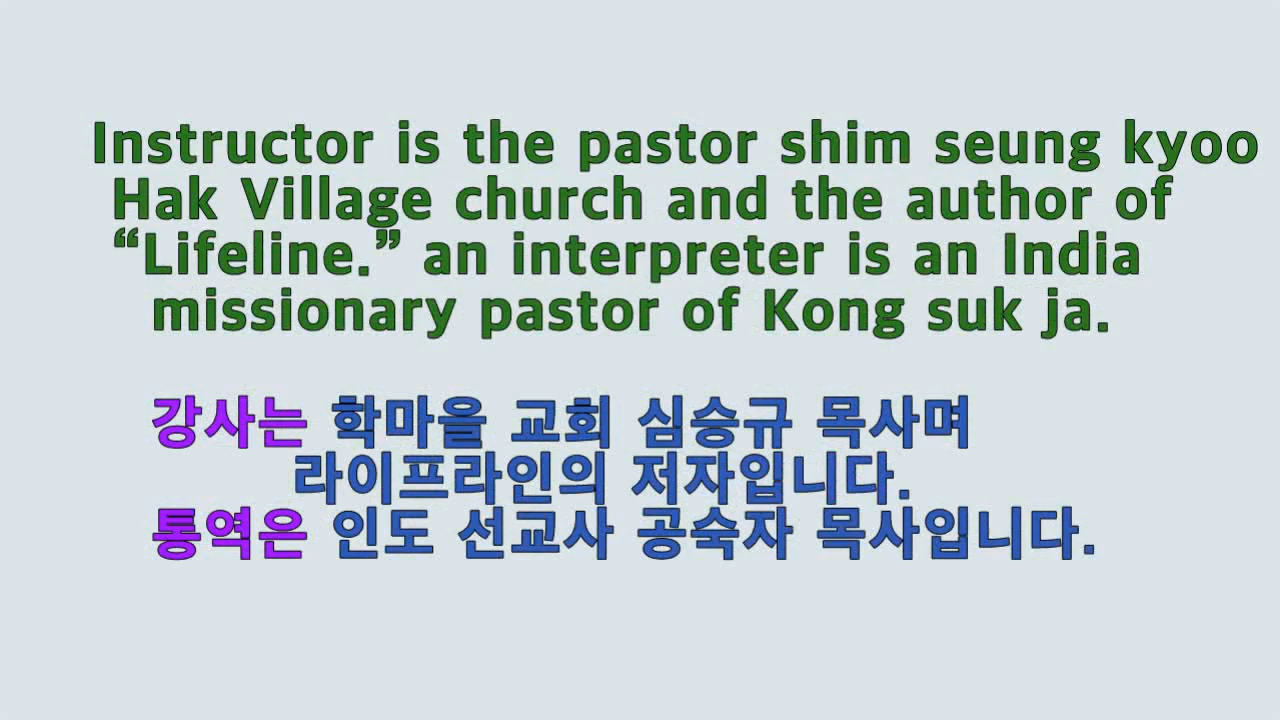 Instructor is the pastor shim seung kyoo
Hak Village church and the author of
“Lifeline.” an interpreter is an India
missionary pastor of Kong suk ja.
강사는 학마을 교회 심승규 목사며
라이프라인의 저자입니다.
통역은 인도 선교사 공숙자 목사입니다.